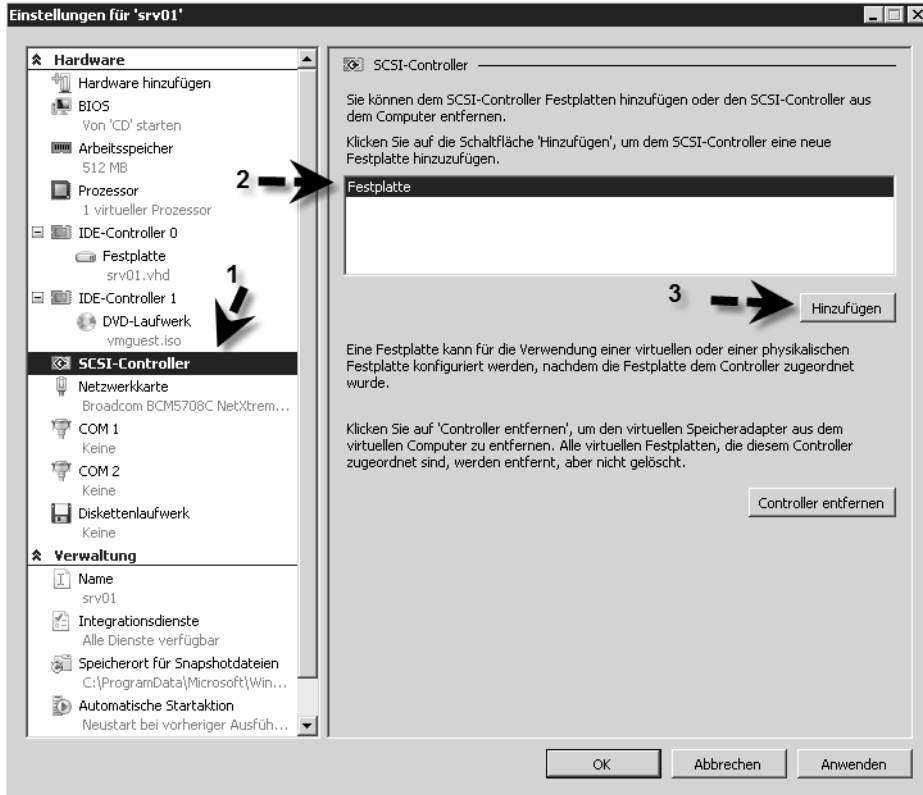 Einstellungen für 'srv01'
Hardware
Hardware hinzufügen
BIOS
Von 'CD' starten
Arbeitsspeicher
512 MB
Prozessor
1 virtueller Prozessor
IDE-Controller 0
Festplatte
srv01.vhd
IDE-Controller 1
DVD-Laufwerk
vmguest.iso
SCSI-Controller
Netzwerkkarte
Broadcom BCM5708C NetXtrem...
COM 1
Keine
COM 2
Keine
Diskettenlaufwerk
Keine
Verwaltung
Name
srv01
Integrationsdienste
Alle Dienste verfügbar
Speicherort für Snapshotdateien
C:\ProgramData\Microsoft\Win...
Automatische Startaktion
Neustart bei vorheriger Ausfüh...
1
2
3
SCSI-Controller
Sie können dem SCSI-Controller Festplatten hinzufügen oder den SCSI-Controller aus
dem Computer entfernen.
Klicken Sie auf die Schaltfläche 'Hinzufügen', um dem SCSI-Controller eine neue
Festplatte hinzuzufügen.
Festplatte
Hinzufügen
Eine Festplatte kann für die Verwendung einer virtuellen oder einer physikalischen
Festplatte konfiguriert werden, nachdem die Festplatte dem Controller zugeordnet
wurde.
Klicken Sie auf 'Controller entfernen', um den virtuellen Speicheradapter aus dem
virtuellen Computer zu entfernen. Alle virtuellen Festplatten, die diesem Controller
zugeordnet sind, werden entfernt, aber nicht gelöscht.
Controller entfernen
OK
Abbrechen
Anwenden